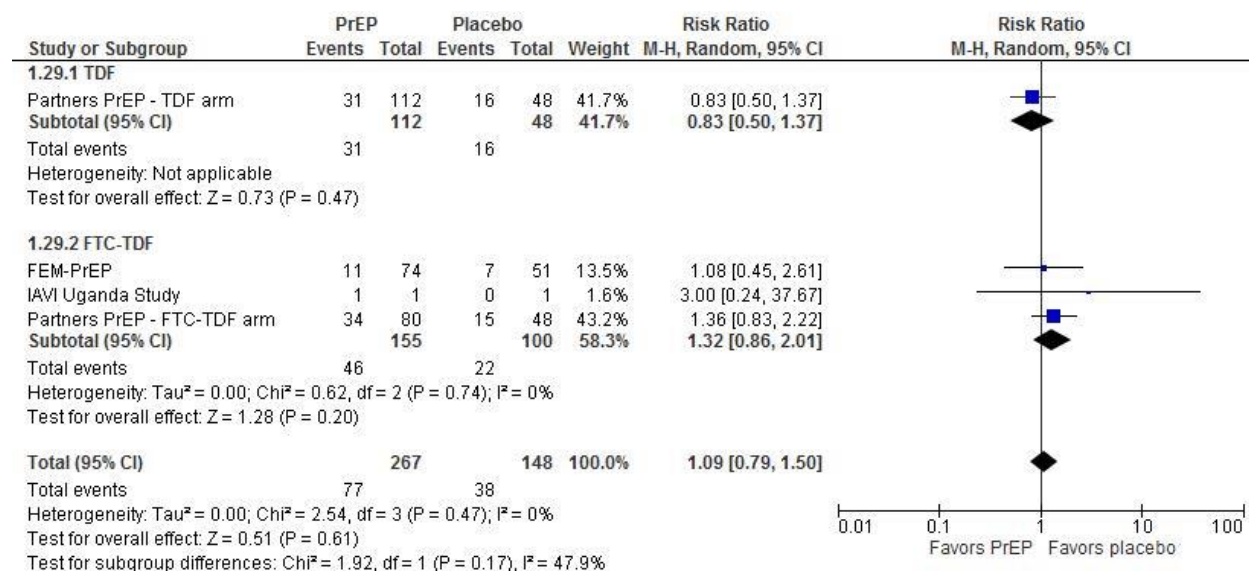 PrEP Placebo Risk Ratio Risk Ratio
Study or Subgroup Events Total Events Total Weight M-H, Random, 95% CI M-H, Random, 95% CI
1.29.1 TDF
Partners PrEP - TDF arm 31 112 16 48 41.7% 0.83 [0.50, 1.37]
Subtotal (95% CI) 112 48 41.7% 0.83 [0.50, 1.37]
Total events 31 16
Heterogeneity: Not applicable
Test for overall effect: Z = 0.73 (P = 0.47)
1.29.2 FTC-TDF
FEM-PrEP 11 74 7 51 13.5% 1.08 [0.45, 2.61]
IAVI Uganda Study 1 1 0 1 1.6% 3.00 [0.24, 37.67]
Partners PrEP - FTC-TDF arm 34 80 15 48 43.2% 1.36 [0.83, 2.22]
Subtotal (95% CI) 155 100 58.3% 1.32 [0.86, 2.01]
Total events 46 22
Heterogeneity: Tau² = 0.00; Chi² = 0.62, df = 2 (P = 0.74); I² = 0%
Test for overall effect: Z = 1.28 (P = 0.20)
Total (95% CI) 267 148 100.0% 1.09 [0.79, 1.50]
Total events 77 38
Heterogeneity: Tau² = 0.00; Chi² = 2.54, df = 3 (P = 0.47); I² = 0%
Test for overall effect: Z = 0.51 (P = 0.61)
Test for subgroup differences: Chi² = 1.92, df = 1 (P = 0.17), I² = 47.9%
0.01 0.1 1 10 100
Favors PrEP Favors placebo